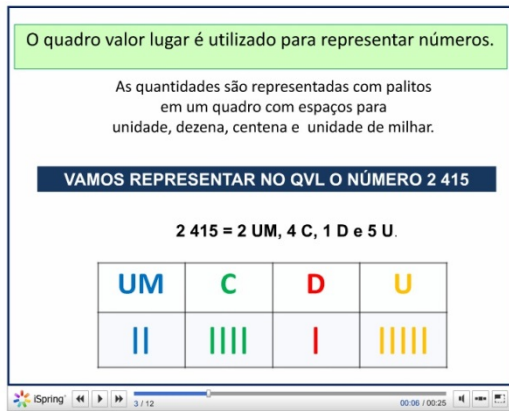 O quadro valor lugar é utilizado para representar números.
As quantidades são representadas com palitos
em um quadro com espaços para
unidade, dezena, centena e unidade de milhar.
VAMOS REPRESENTAR NO QVL O NÚMERO 2 415
2 415 = 2 UM, 4 C, 1 D e 5 U.
UM C D U
iSpring
3 / 12
00:06 / 00:25